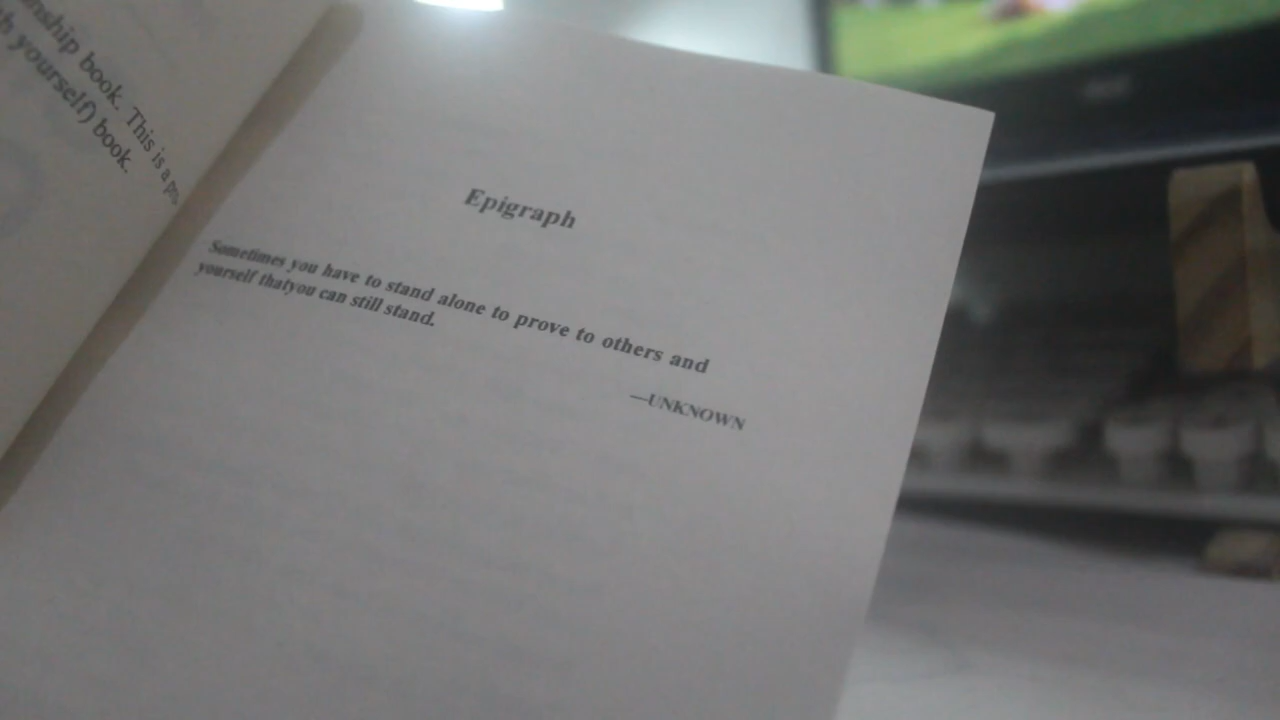 nship book. This is a
h yourself) book.
Epigraph
Sometimes you have to stand alone to prove to others and
yourself thatyou can still stand.
—UNKNOWN